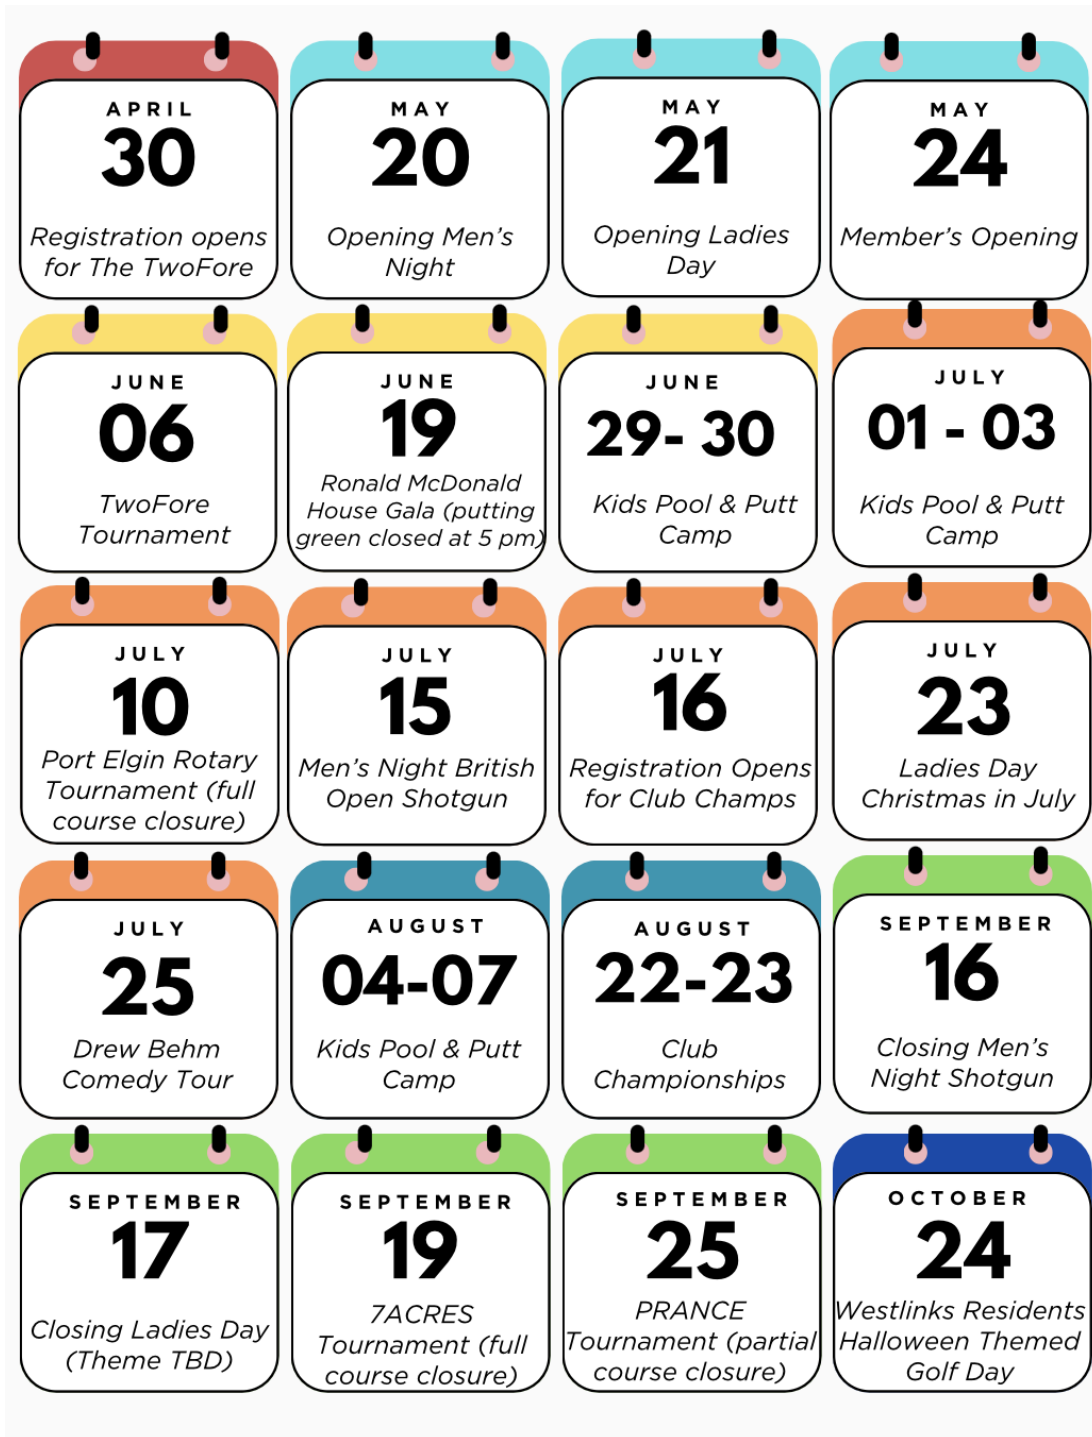 APRIL
30
Registration opens
for The TwoFore
MAY
20
Opening Men's
Night
MAY
21
Opening Ladies
Day
MAY
24
Member's Opening
JUNE
06
TwoFore
Tournament
JUNE
19
Ronald McDonald
House Gala (putting
green closed at 5 pm)
JUNE
29- 30
Kids Pool & Putt
Camp
JULY
01 - 03
Kids Pool & Putt
Camp
JULY
10
Port Elgin Rotary
Tournament (full
course closure)
JULY
15
Men's Night British
Open Shotgun
JULY
16
Registration Opens
for Club Champs
JULY
23
Ladies Day
Christmas in July
JULY
25
Drew Behm
Comedy Tour
AUGUST
04-07
Kids Pool & Putt
Camp
AUGUST
22-23
Club
Championships
SEPTEMBER
16
Closing Men's
Night Shotgun
SEPTEMBER
17
Closing Ladies Day
(Theme TBD)
SEPTEMBER
19
7ACRES
Tournament (full
course closure)
SEPTEMBER
25
PRANCE
Tournament (partial
course closure)
OCTOBER
24
Westlinks Residents
Halloween Themed
Golf Day